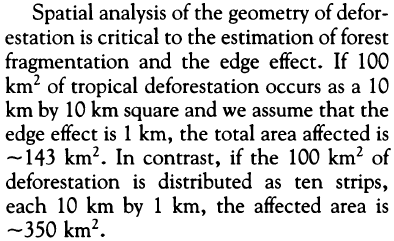 Spatial analysis of the geometry of defor-
estation is critical to the estimation of forest
fragmentation and the edge effect. If 100
km² of tropical deforestation occurs as a 10
km by 10 km square and we assume that the
edge effect is 1 km, the total area affected is
~143 km². In contrast, if the 100 km² of
deforestation is distributed as ten strips,
each 10 km by 1 km, the affected area is
~350 km².